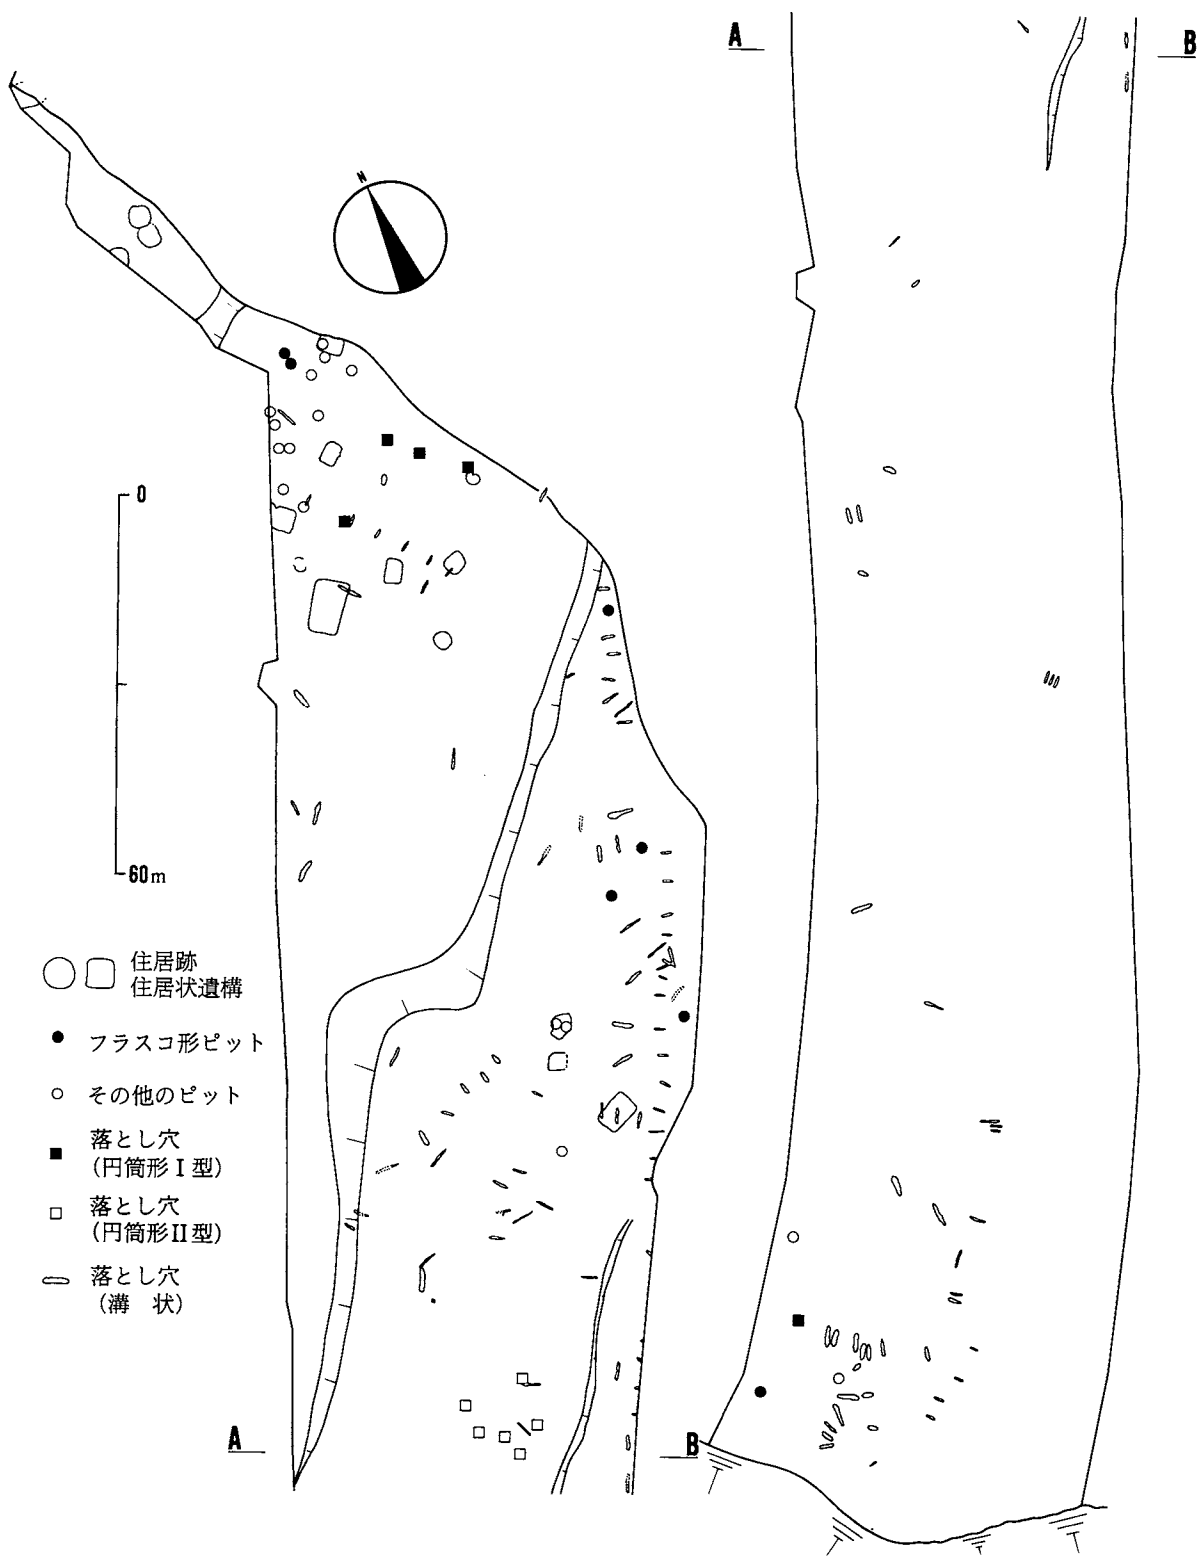 A
B
N
0
60m
住居跡
住居状遺構
フラスコ形ピット
その他のピット
落とし穴
(円筒形Ⅰ型)
落とし穴
(円筒形Ⅱ型)
落とし穴
(溝 状)
A
B